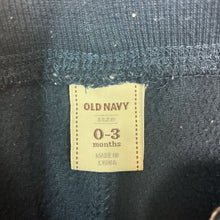 OLD NAVY
SIZE
0-3
months
MADE IN
CHINA